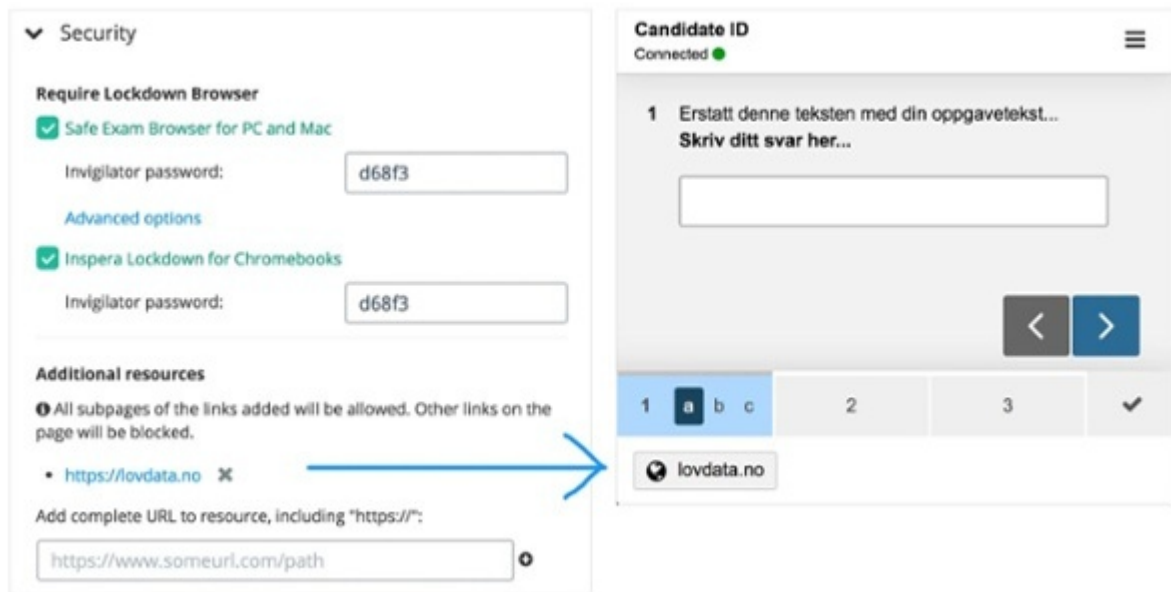 Security
Require Lockdown Browser
Safe Exam Browser for PC and Mac
Invigilator password:
d68f3
Advanced options
Inspera Lockdown for Chromebooks
Invigilator password:
d68f3
Additional resources
All subpages of the links added will be allowed. Other links on the
page will be blocked.
• https://lovdata.no
Add complete URL to resource, including "https://":
https://www.someurl.com/path
Candidate ID
Connected
1 Erstatt denne teksten med din oppgavetekst...
Skriv ditt svar her...
1 a b c 2 3
lovdata.no